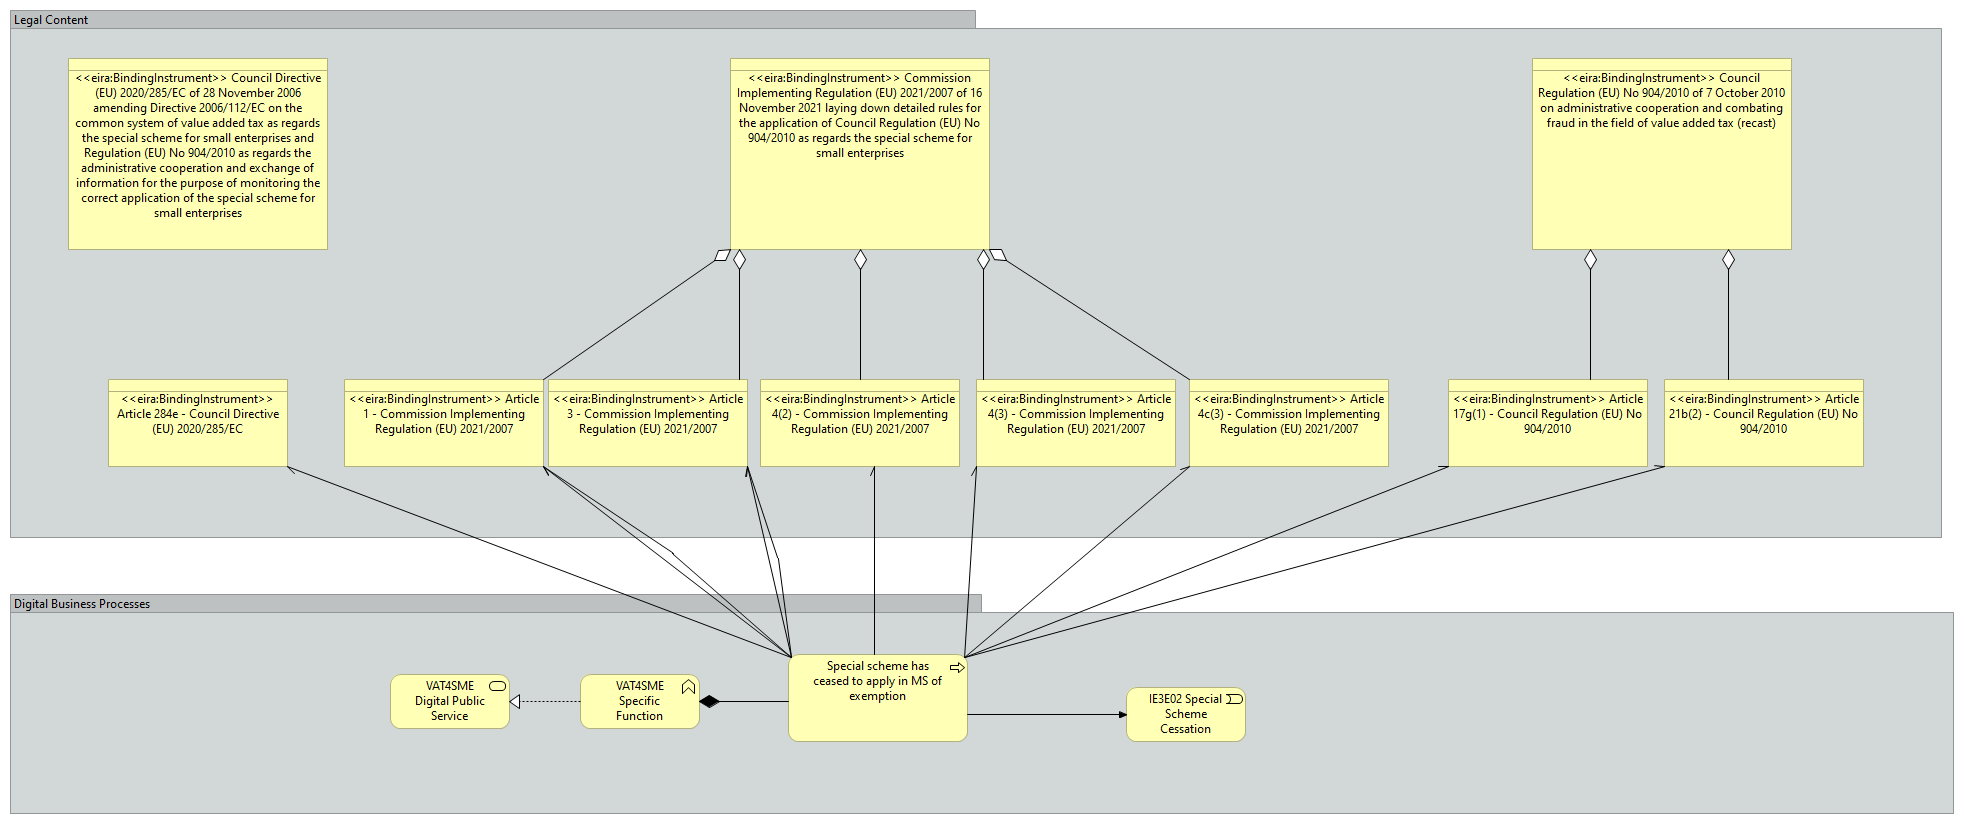 Legal Content
<<eira:BindingInstrument>> Council Directive
(EU) 2020/285/EC of 28 November 2006
amending Directive 2006/112/EC on the
common system of value added tax as regards
the special scheme for small enterprises and
Regulation (EU) No 904/2010 as regards the
administrative cooperation and exchange of
information for the purpose of monitoring the
correct application of the special scheme for
small enterprises
<<eira:BindingInstrument>> Commission
Implementing Regulation (EU) 2021/2007 of 16
November 2021 laying down detailed rules for
the application of Council Regulation (EU) No
904/2010 as regards the special scheme for
small enterprises
<<eira:BindingInstrument>> Council
Regulation (EU) No 904/2010 of 7 October 2010
on administrative cooperation and combating
fraud in the field of value added tax (recast)
<<eira:BindingInstrument>>
Article 284e - Council Directive
(EU) 2020/285/EC
<<eira:BindingInstrument>> Article
1 - Commission Implementing
Regulation (EU) 2021/2007
<<eira:BindingInstrument>> Article
3 - Commission Implementing
Regulation (EU) 2021/2007
<<eira:BindingInstrument>> Article
4(2) - Commission Implementing
Regulation (EU) 2021/2007
<<eira:BindingInstrument>> Article
4(3) - Commission Implementing
Regulation (EU) 2021/2007
<<eira:BindingInstrument>> Article
4c(3) - Commission Implementing
Regulation (EU) 2021/2007
<<eira:BindingInstrument>> Article
17g(1) - Council Regulation (EU) No
904/2010
<<eira:BindingInstrument>> Article
21b(2) - Council Regulation (EU) No
904/2010
Digital Business Processes
VAT4SME
Digital Public
Service
VAT4SME
Specific
Function
Special scheme has
ceased to apply in MS of
exemption
IE3E02 Special
Scheme
Cessation